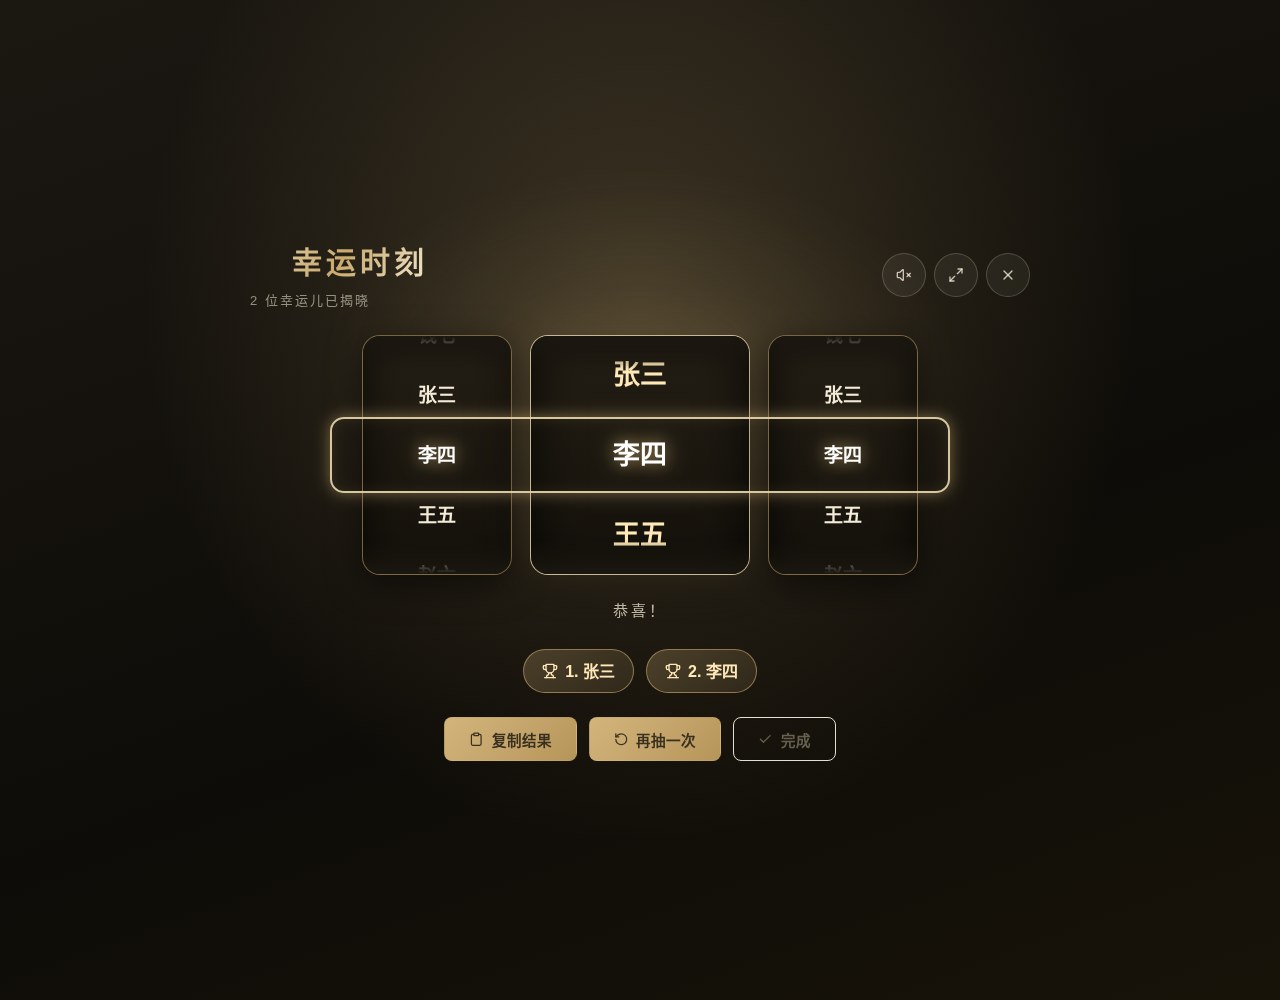 幸运时刻
2 位幸运儿已揭晓
张三 张三 张三
李四 李四 李四
王五 王五 王五
恭喜！
1. 张三 2. 李四
复制结果 再抽一次 完成